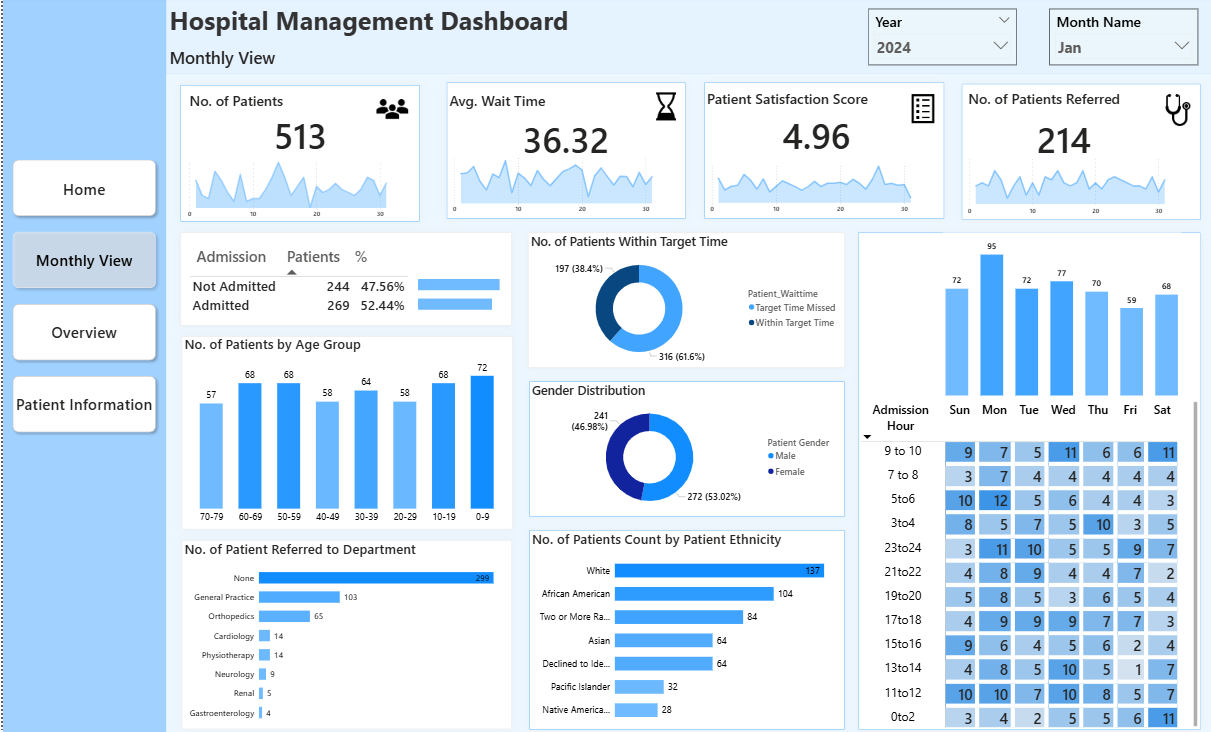 Hospital Management Dashboard
Monthly View
Year
2024
Month Name
Jan
Home
Monthly View
Overview
Patient Information
No. of Patients
513
0 10 20 30
Avg. Wait Time
36.32
0 10 20 30
Patient Satisfaction Score
4.96
0 10 20 30
No. of Patients Referred
214
0 10 20 30
Admission Patients %
Not Admitted 244 47.56%
Admitted 269 52.44%
No. of Patients by Age Group
57 68 68 58 64 58 68 72
70-79 60-69 50-59 40-49 30-39 20-29 10-19 0-9
No. of Patient Referred to Department
None 299
General Practice 103
Orthopedics 65
Cardiology 14
Physiotherapy 14
Neurology 9
Renal 5
Gastroenterology 4
No. of Patients Within Target Time
197 (38.4%)
316 (61.6%)
Patient_Waittime
Target Time Missed
Within Target Time
Gender Distribution
241
(46.98%)
272 (53.02%)
Patient Gender
Male
Female
No. of Patients Count by Patient Ethnicity
White 137
African American 104
Two or More Ra... 84
Asian 64
Declined to Ide... 64
Pacific Islander 32
Native America... 28
72 95 72 77 70 59 68
Admission
Hour
Sun Mon Tue Wed Thu Fri Sat
9 to 10 9 7 5 11 6 6 11
7 to 8 3 7 4 4 4 4 4
5to6 10 12 5 6 4 4 3
3to4 8 5 7 5 10 3 5
23to24 3 11 10 5 5 9 7
21to22 4 8 9 4 4 7 2
19to20 5 8 5 3 6 5 4
17to18 4 9 9 9 7 7 3
15to16 9 6 4 5 6 2 4
13to14 4 8 5 10 5 1 7
11to12 10 10 7 10 8 5 7
0to2 3 4 2 5 5 6 11